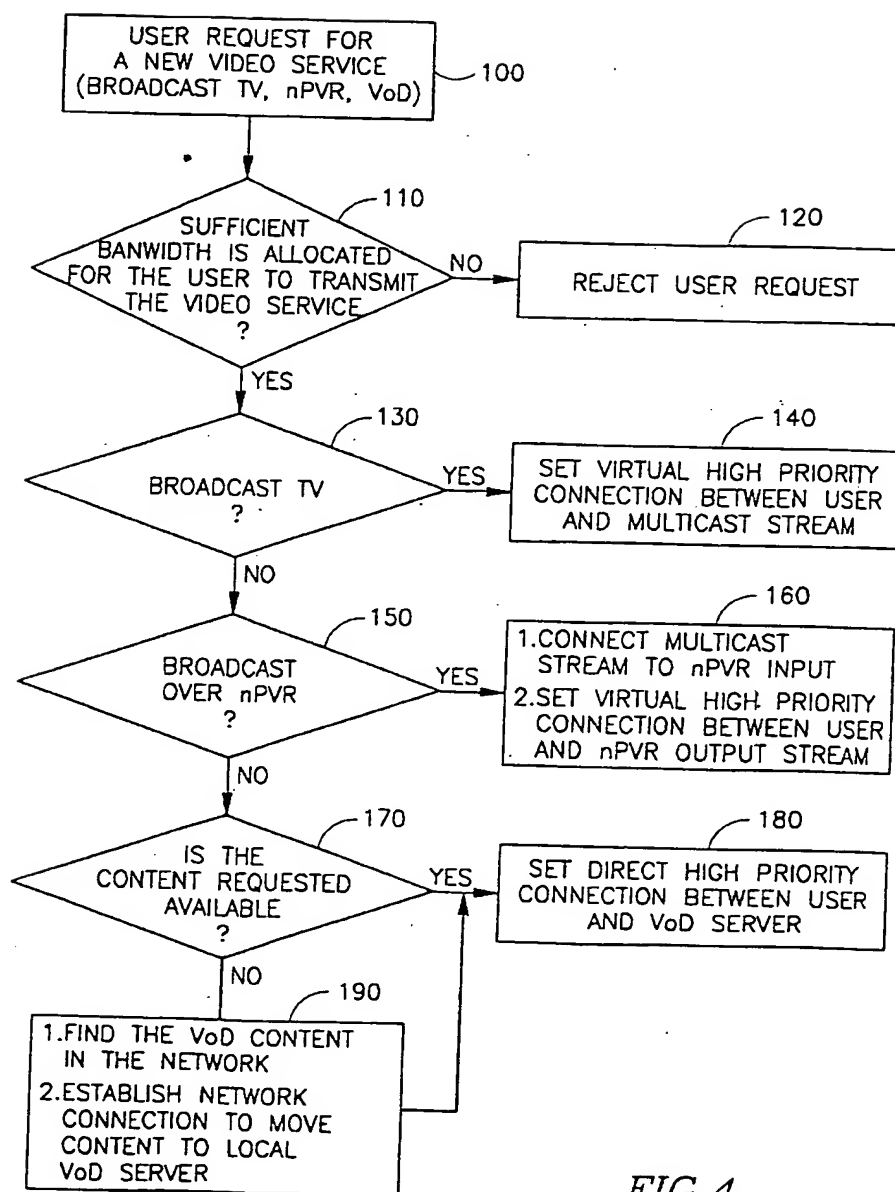 USER REQUEST FOR
A NEW VIDEO SERVICE
(BROADCAST TV, nPVR, VoD)
100
110
SUFFICIENT
BANWIDTH IS ALLOCATED
FOR THE USER TO TRANSMIT
THE VIDEO SERVICE
?
NO
120
REJECT USER REQUEST
YES
130
BROADCAST TV
?
YES
140
SET VIRTUAL HIGH PRIORITY
CONNECTION BETWEEN USER
AND MULTICAST STREAM
NO
150
BROADCAST
OVER nPVR
?
YES
160
1.CONNECT MULTICAST
STREAM TO nPVR INPUT
2.SET VIRTUAL HIGH PRIORITY
CONNECTION BETWEEN USER
AND nPVR OUTPUT STREAM
NO
170
IS THE
CONTENT REQUESTED
AVAILABLE
?
YES
180
SET DIRECT HIGH PRIORITY
CONNECTION BETWEEN USER
AND VoD SERVER
NO
190
1.FIND THE VoD CONTENT
IN THE NETWORK
2.ESTABLISH NETWORK
CONNECTION TO MOVE
CONTENT TO LOCAL
VoD SERVER
FIG. 4